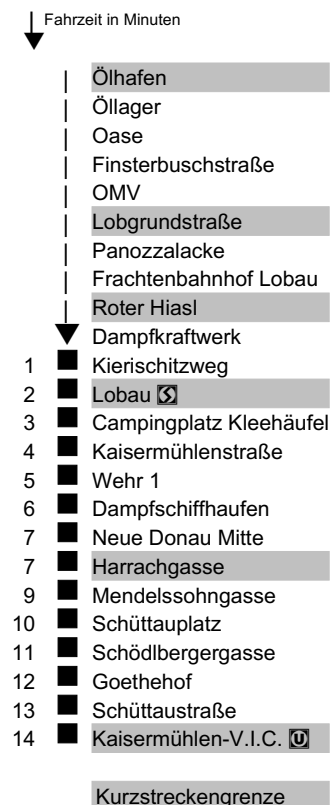 Fahrzeit in Minuten
Ölhafen
Öllager
Oase
Finsterbuschstraße
OMV
Lobgrundstraße
Panozzalacke
Frachtenbahnhof Lobau
Roter Hiasl
Dampfkraftwerk
1 Kierischitzweg
2 Lobau S
3 Campingplatz Kleehäufel
4 Kaisermühlenstraße
5 Wehr 1
6 Dampfschiffhaufen
7 Neue Donau Mitte
7 Harrachgasse
9 Mendelssohngasse
10 Schüttauplatz
11 Schödlbergergasse
12 Goethehof
13 Schüttaustraße
14 Kaisermühlen-V.I.C. U
Kurzstreckengrenze